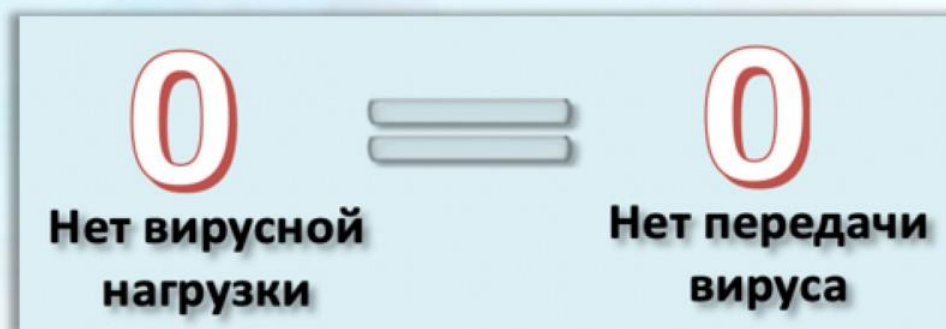 0 = 0
Нет вирусной
нагрузки
Нет передачи
вируса